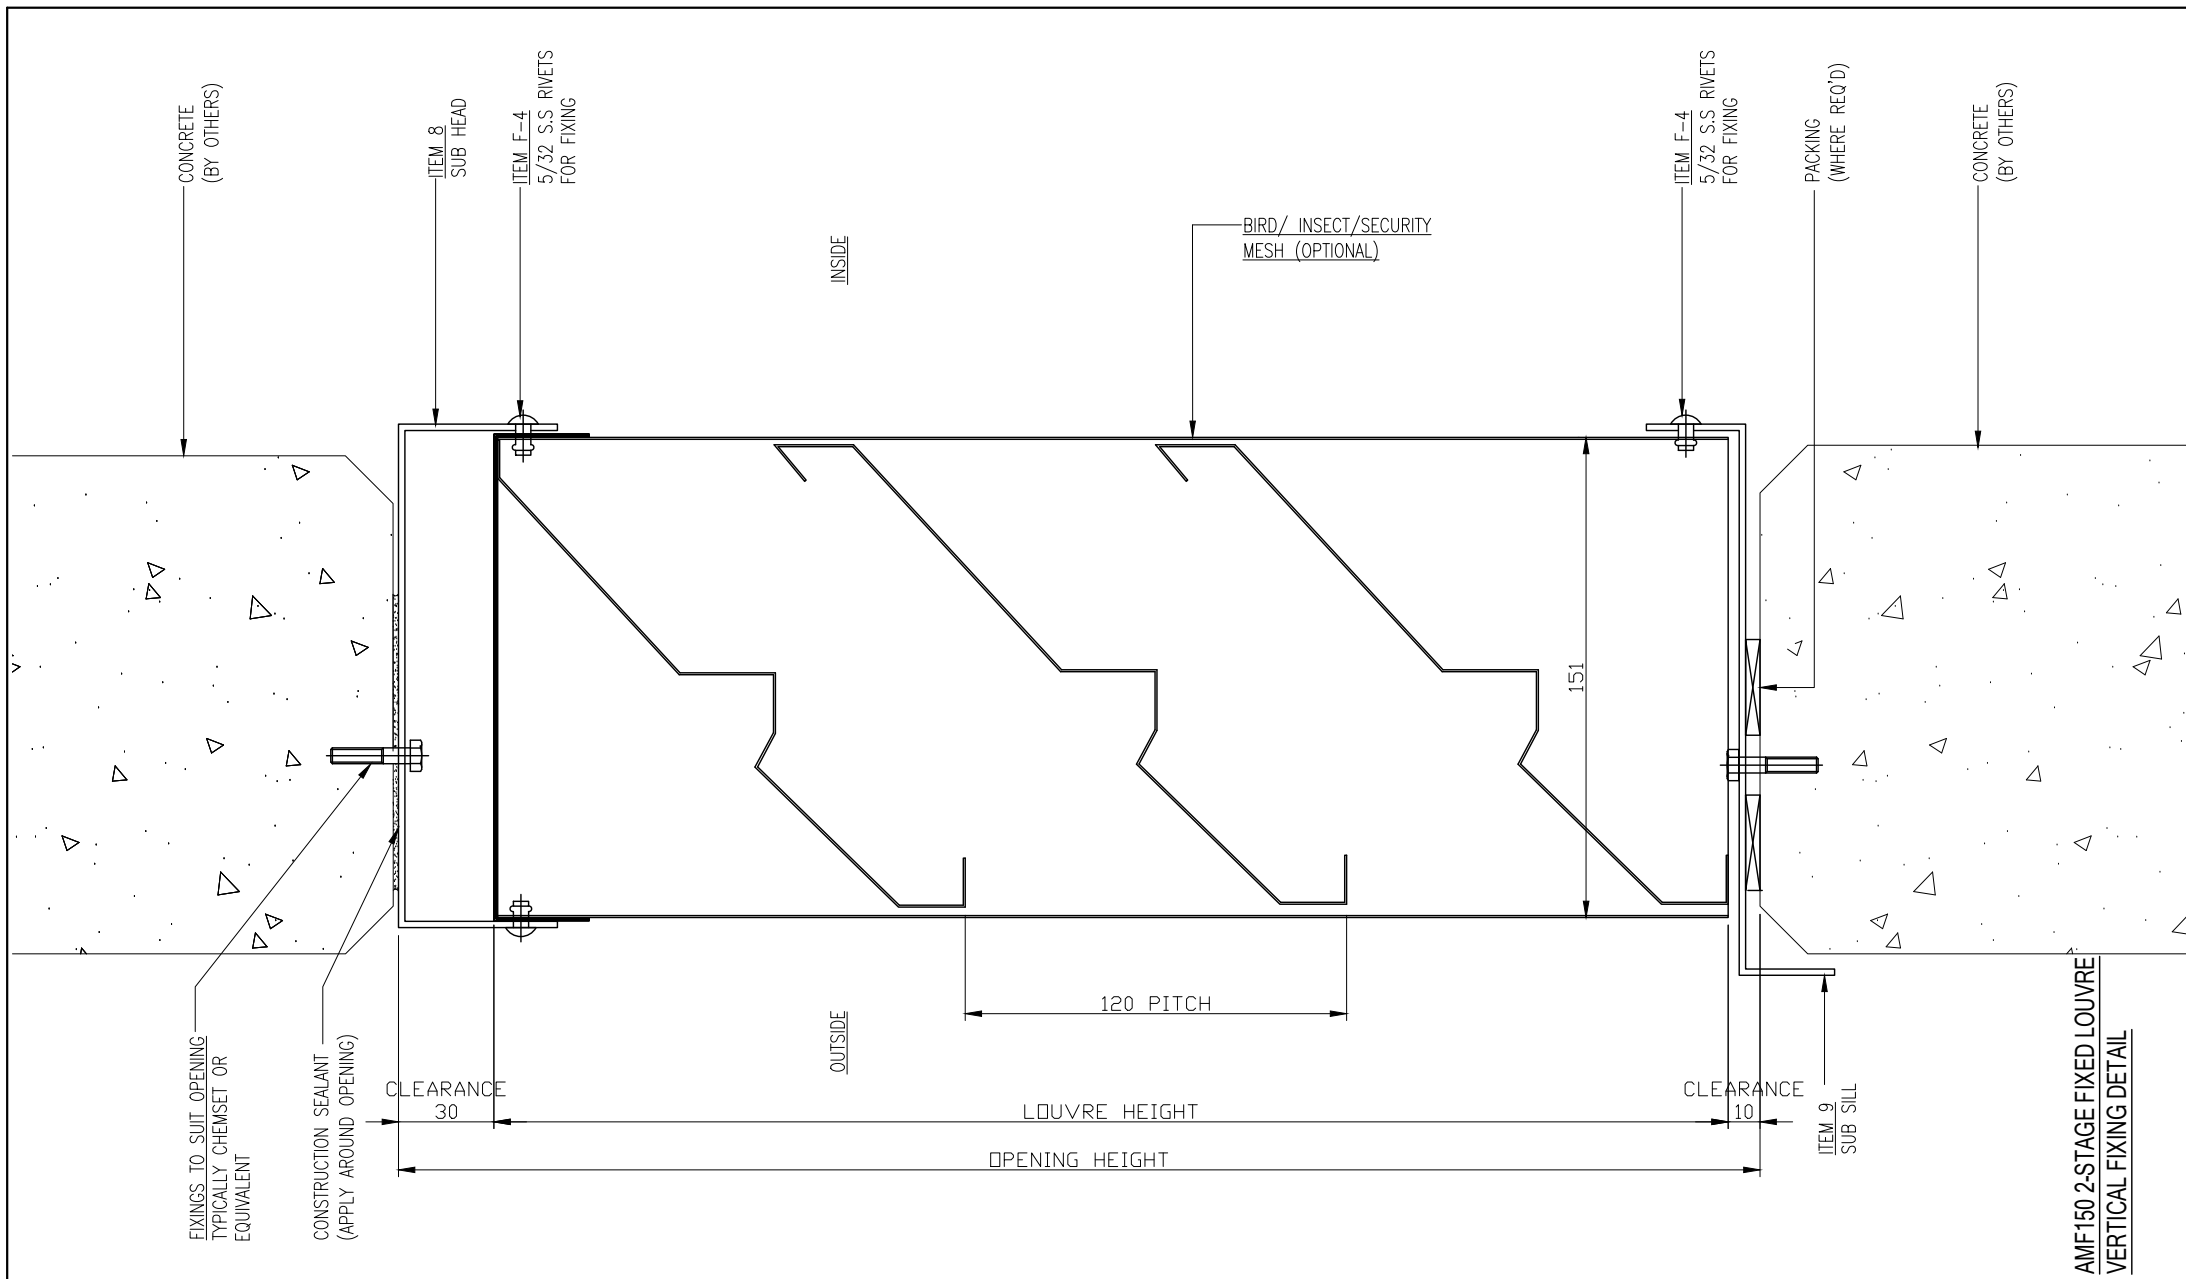 CONCRETE
(BY OTHERS)
ITEM 8
SUB HEAD
ITEM F-4
5/32 S.S RIVETS
FOR FIXING
INSIDE
BIRD/ INSECT/SECURITY
MESH (OPTIONAL)
ITEM F-4
5/32 S.S RIVETS
FOR FIXING
PACKING
(WHERE REQ'D)
CONCRETE
(BY OTHERS)
151
120 PITCH
OUTSIDE
FIXINGS TO SUIT OPENING
TYPICALLY CHEMSET OR
EQUIVALENT
CONSTRUCTION SEALANT
(APPLY AROUND OPENING)
CLEARANCE
30
LOUVRE HEIGHT
CLEARANCE
10
OPENING HEIGHT
ITEM 9
SUB SILL
AMF150 2-STAGE FIXED LOUVRE
VERTICAL FIXING DETAIL